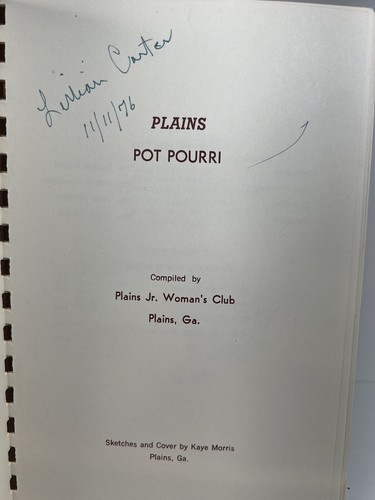 Lillian Carter
11/11/76
PLAINS
POT POURRI
Compiled by
Plains Jr. Woman's Club
Plains, Ga.
Sketches and Cover by Kaye Morris
Plains, Ga.